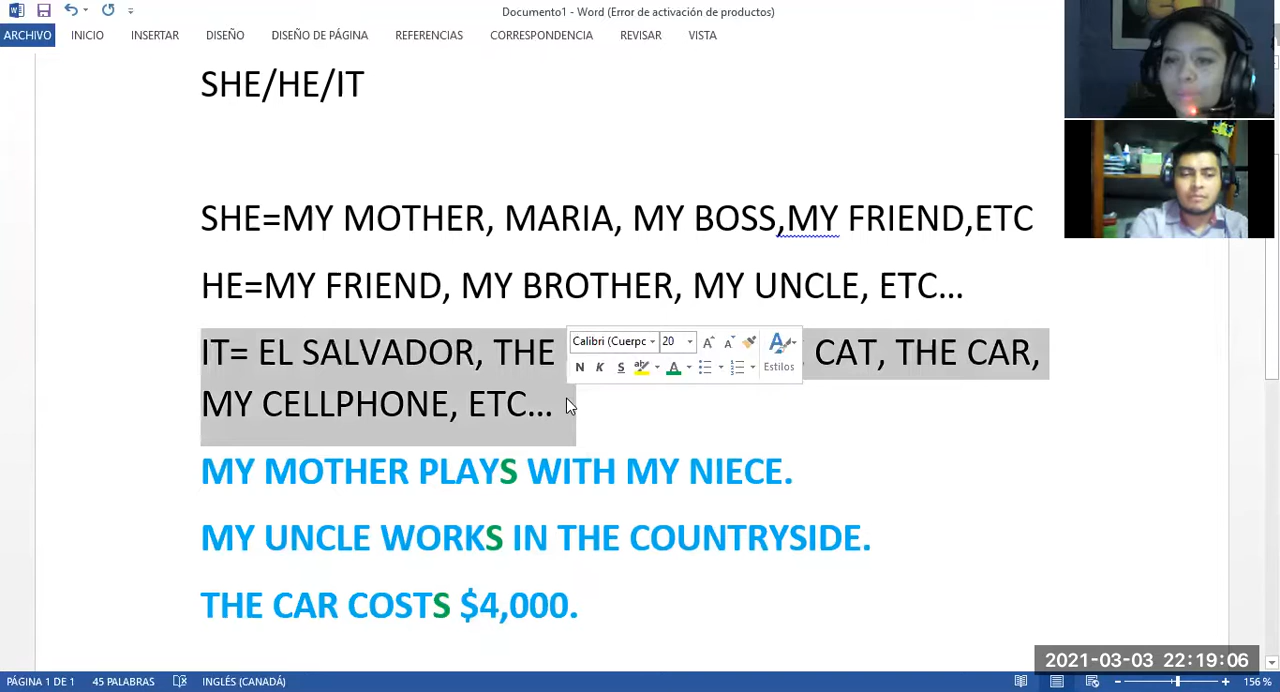 Documento1 - Word (Error de activación de productos)
ARCHIVO INICIO INSERTAR DISEÑO DISEÑO DE PÁGINA REFERENCIAS CORRESPONDENCIA REVISAR VISTA
SHE/HE/IT
SHE=MY MOTHER, MARIA, MY BOSS,MY FRIEND,ETC
HE=MY FRIEND, MY BROTHER, MY UNCLE, ETC...
IT= EL SALVADOR, THE CAT, THE CAR,
Calibri (Cuerpc 20
N K S ab A Estilos
MY CELLPHONE, ETC...
MY MOTHER PLAYS WITH MY NIECE.
MY UNCLE WORKS IN THE COUNTRYSIDE.
THE CAR COSTS $4,000.
2021-03-03 22:19:06
PÁGINA 1 DE 1 45 PALABRAS INGLÉS (CANADÁ) 156 %